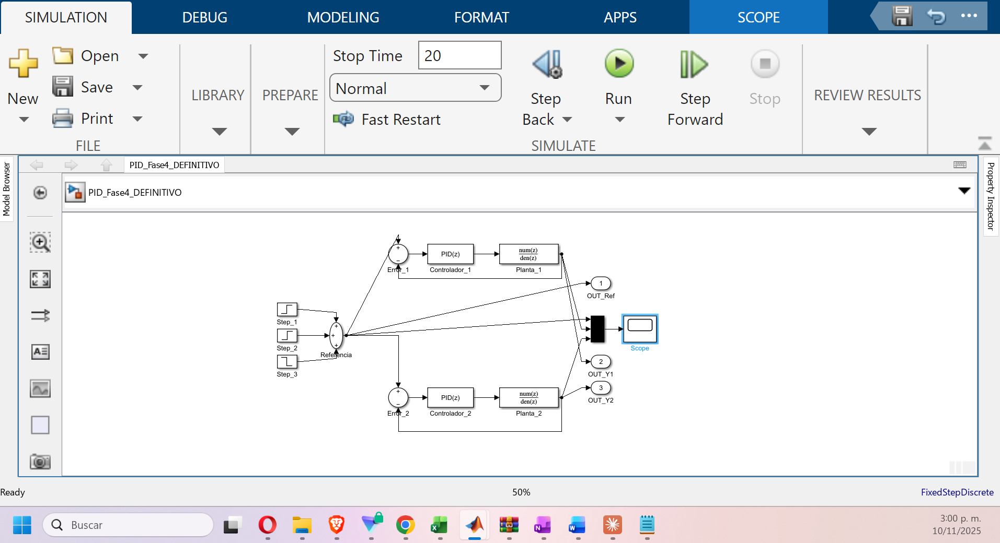 SIMULATION
DEBUG
MODELING
FORMAT
APPS
SCOPE
New
Open
Save
Print
FILE
LIBRARY
PREPARE
Stop Time
20
Normal
Fast Restart
Step Back
Run
Step Forward
Stop
SIMULATE
REVIEW RESULTS
Model Browser
PID_Fase4_DEFINITIVO
PID_Fase4_DEFINITIVO
Property Inspector
+
−
Error_1
PID(z)
Controlador_1
num(z)
den(z)
Planta_1
1
OUT_Ref
Step_1
Step_2
Step_3
+
+
+
Referencia
Scope
2
OUT_Y1
3
OUT_Y2
+
−
Error_2
PID(z)
Controlador_2
num(z)
den(z)
Planta_2
Ready
50%
FixedStepDiscrete
Buscar
3:00 p. m.
10/11/2025